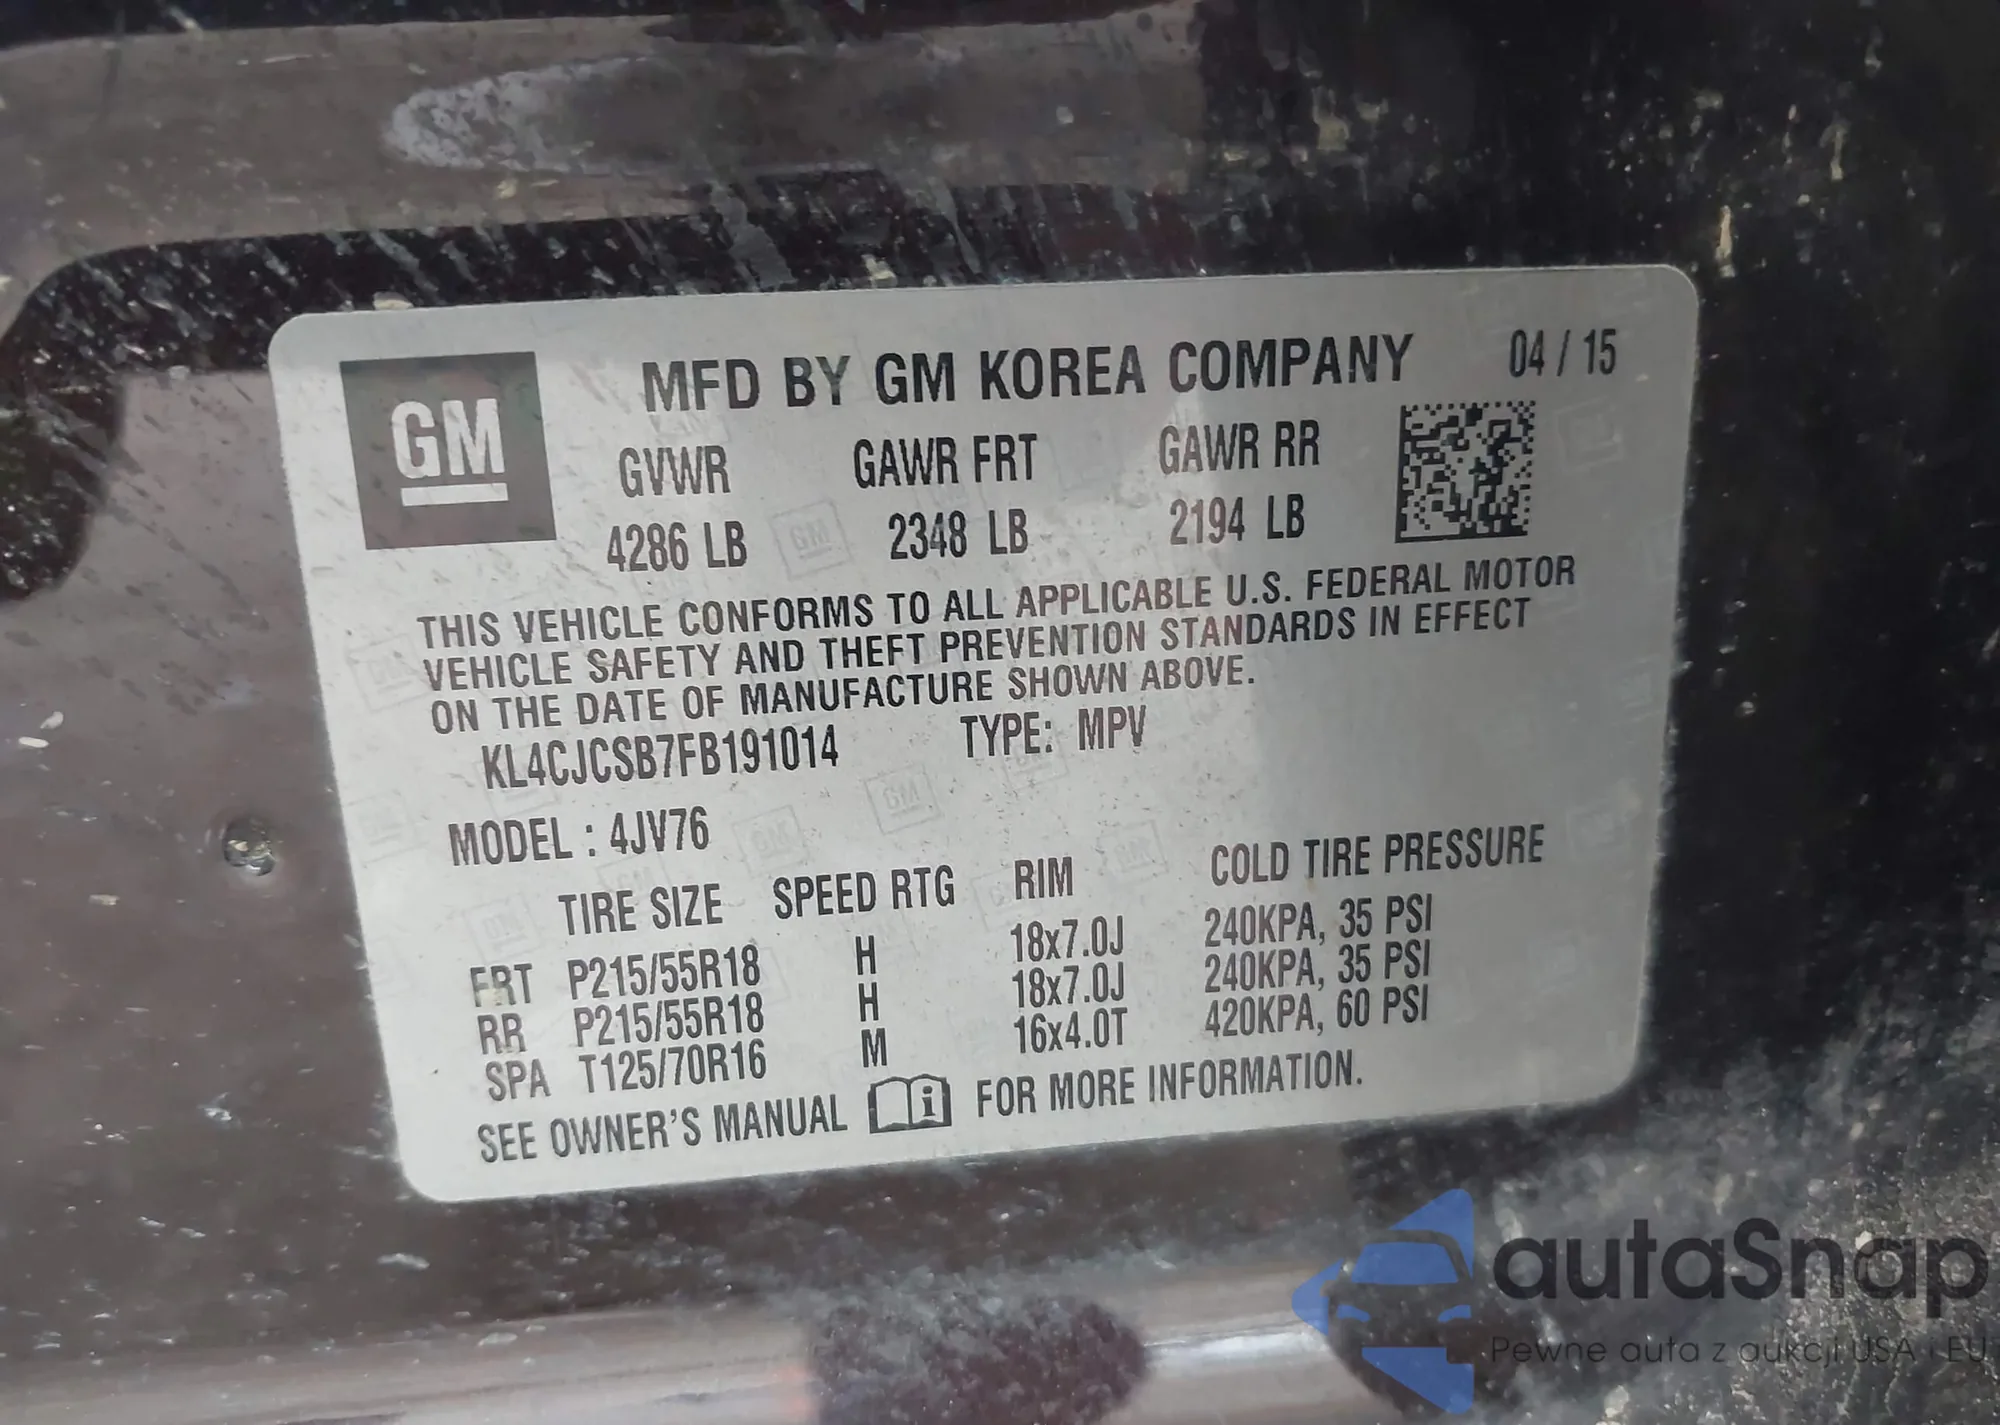 GM
MFD BY GM KOREA COMPANY 04 / 15
GVWR GAWR FRT GAWR RR
4286 LB 2348 LB 2194 LB
THIS VEHICLE CONFORMS TO ALL APPLICABLE U.S. FEDERAL MOTOR
VEHICLE SAFETY AND THEFT PREVENTION STANDARDS IN EFFECT
ON THE DATE OF MANUFACTURE SHOWN ABOVE.
KL4CJCSB7FB191014 TYPE: MPV
MODEL : 4JV76
TIRE SIZE SPEED RTG RIM COLD TIRE PRESSURE
FRT P215/55R18 H 18x7.0J 240KPA, 35 PSI
RR P215/55R18 H 18x7.0J 240KPA, 35 PSI
SPA T125/70R16 M 16x4.0T 420KPA, 60 PSI
SEE OWNER'S MANUAL i FOR MORE INFORMATION.
autaSnap
Pewne auta z aukcji USA i EU